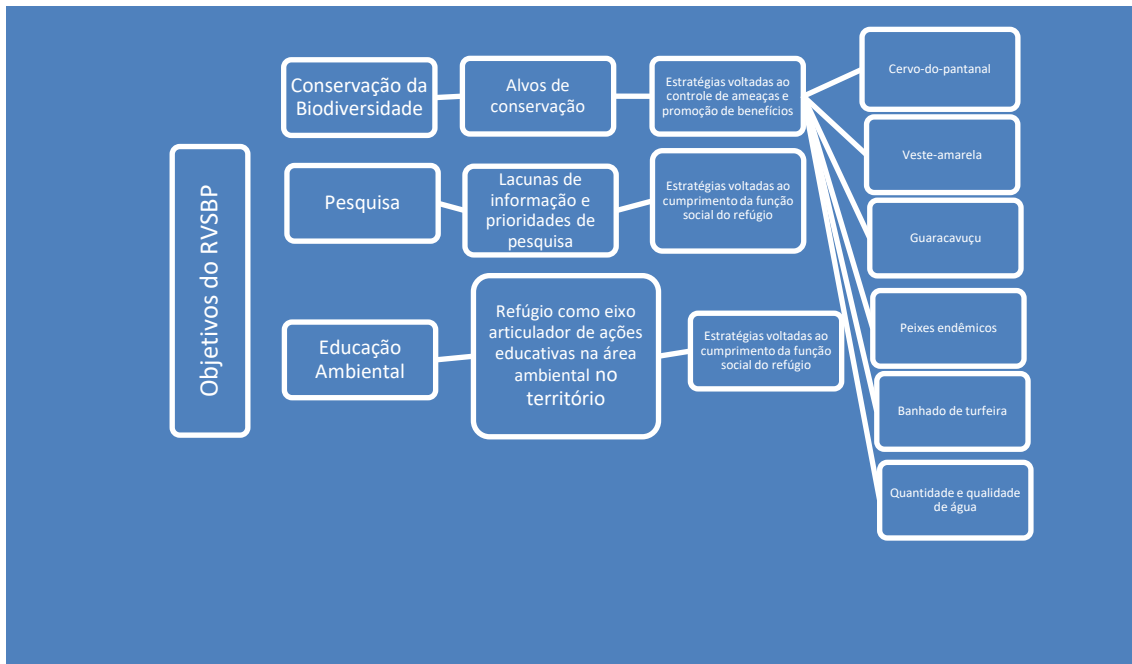 Objetivos do RVSBP
Conservação da
Biodiversidade
Alvos de
conservação
Estratégias voltadas ao
controle de ameaças e
promoção de benefícios
Cervo-do-pantanal
Veste-amarela
Guaracavuçu
Peixes endêmicos
Banhado de turfeira
Quantidade e qualidade
de água
Pesquisa
Lacunas de
informação e
prioridades de
pesquisa
Estratégias voltadas ao
cumprimento da função
social do refúgio
Educação
Ambiental
Refúgio como eixo
articulador de ações
educativas na área
ambiental no
território
Estratégias voltadas ao
cumprimento da função
social do refúgio